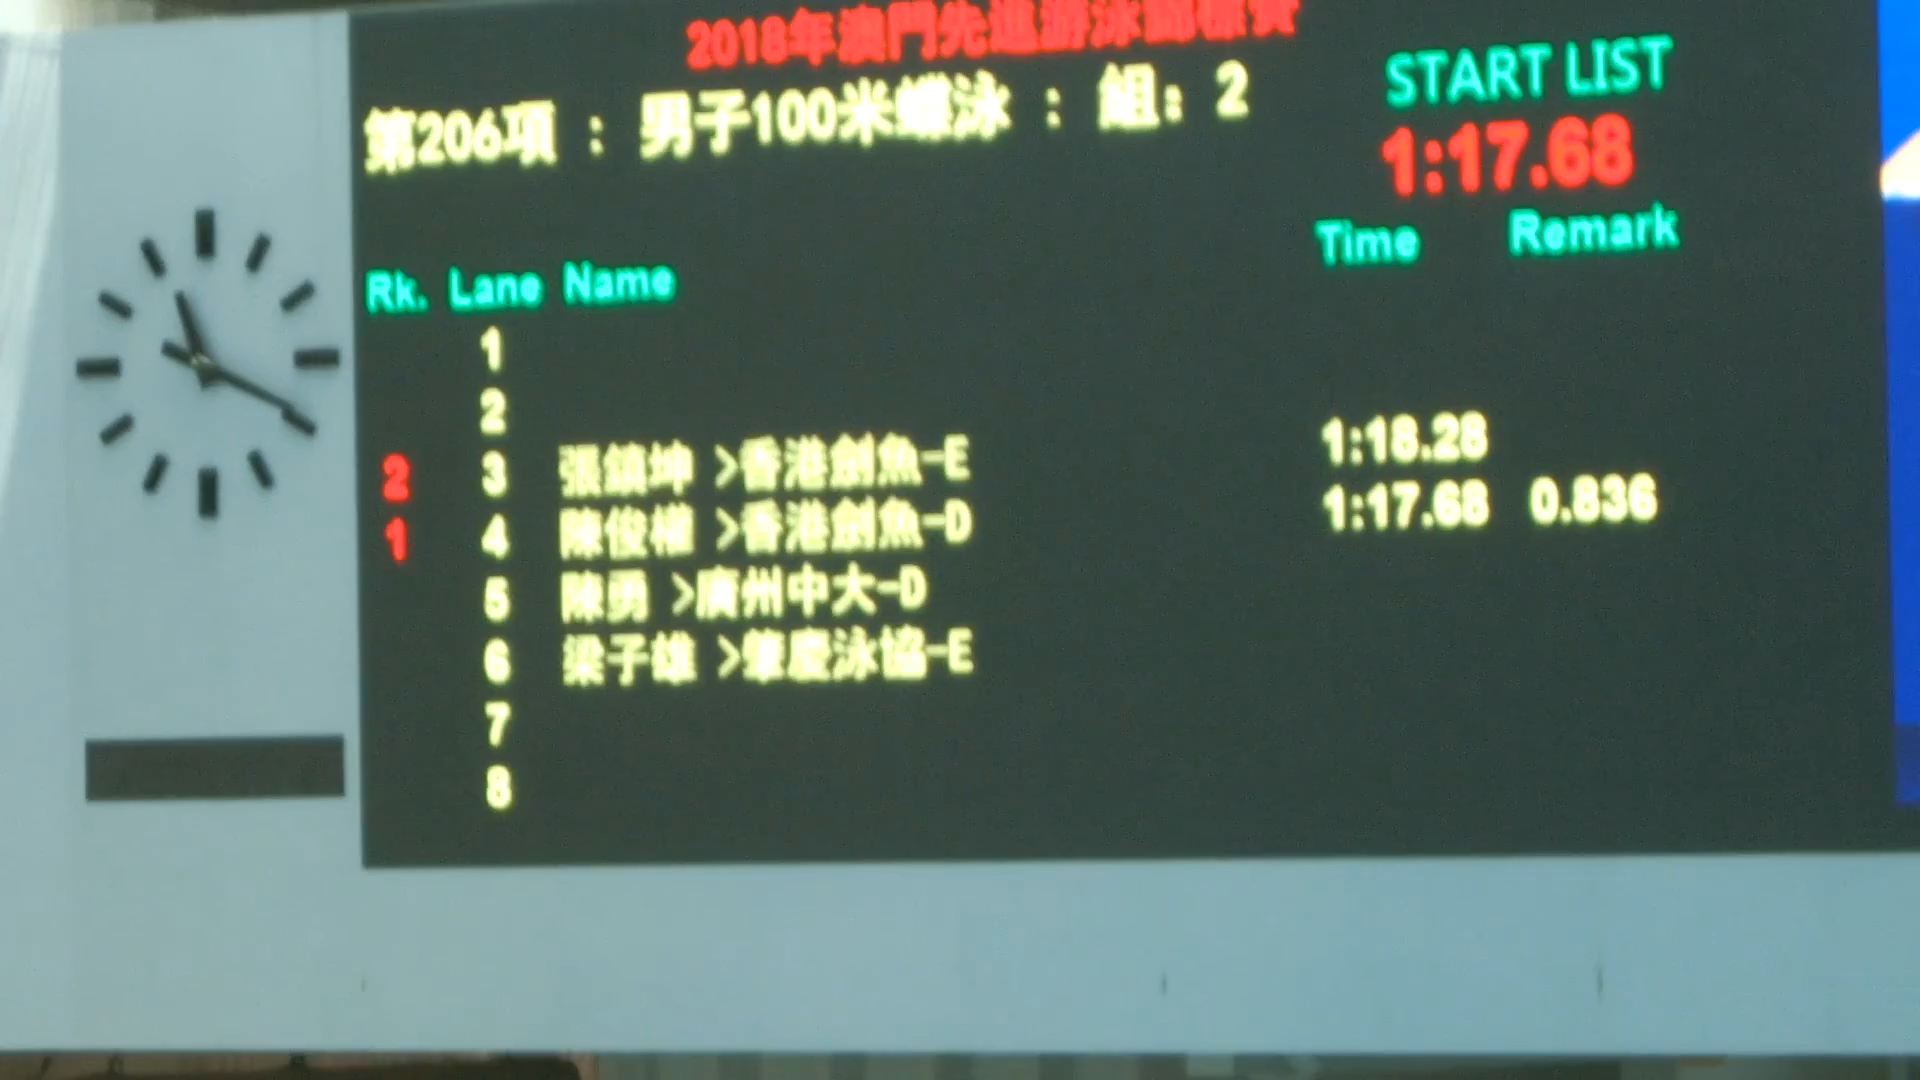 2018年澳門先進游泳錦標賽
START LIST
第206項 : 男子100米蝶泳 : 組: 2
1:17.68
Rk. Lane Name Time Remark
1
2
2 3 張鎮坤 >香港劍魚-E 1:18.28
1 4 陳俊權 >香港劍魚-D 1:17.68 0.836
5 陳勇 >廣州中大-D
6 梁子雄 >肇慶泳協-E
7
8